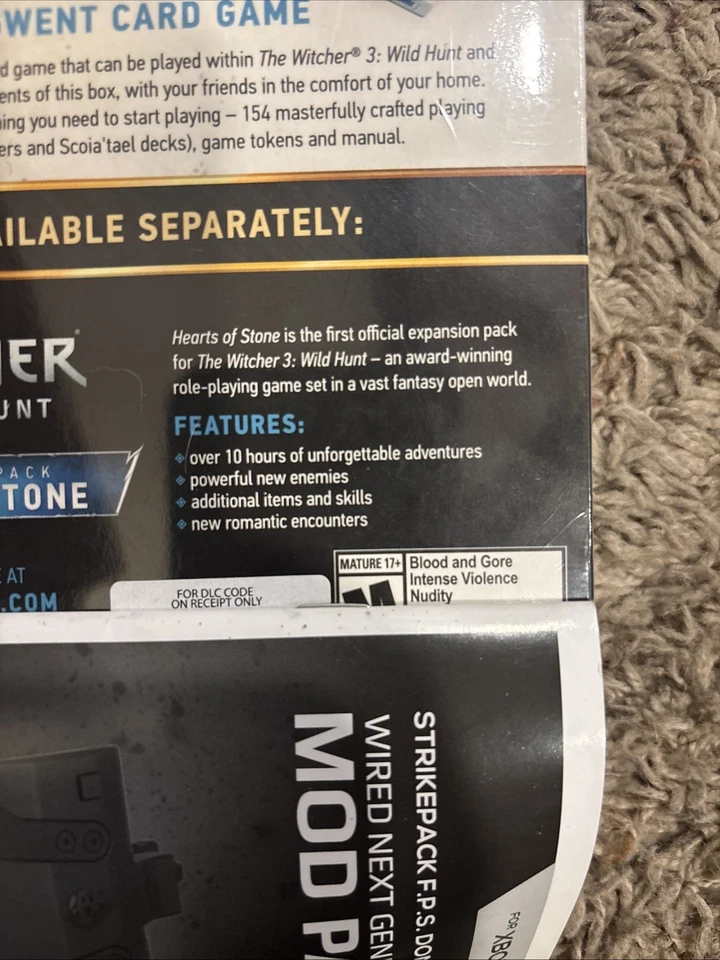 GWENT CARD GAME
d game that can be played within The Witcher® 3: Wild Hunt and
ents of this box, with your friends in the comfort of your home.
ing you need to start playing – 154 masterfully crafted playing
ers and Scoia'tael decks), game tokens and manual.
AILABLE SEPARATELY:
ER
UNT
PACK
TONE
E AT
.COM
Hearts of Stone is the first official expansion pack
for The Witcher 3: Wild Hunt – an award-winning
role-playing game set in a vast fantasy open world.
FEATURES:
over 10 hours of unforgettable adventures
powerful new enemies
additional items and skills
new romantic encounters
FOR DLC CODE
ON RECEIPT ONLY
MATURE 17+
M
Blood and Gore
Intense Violence
Nudity
STRIKEPACK F.P.S. DO
WIRED NEXT GEN
MOD PA
FOR XBO